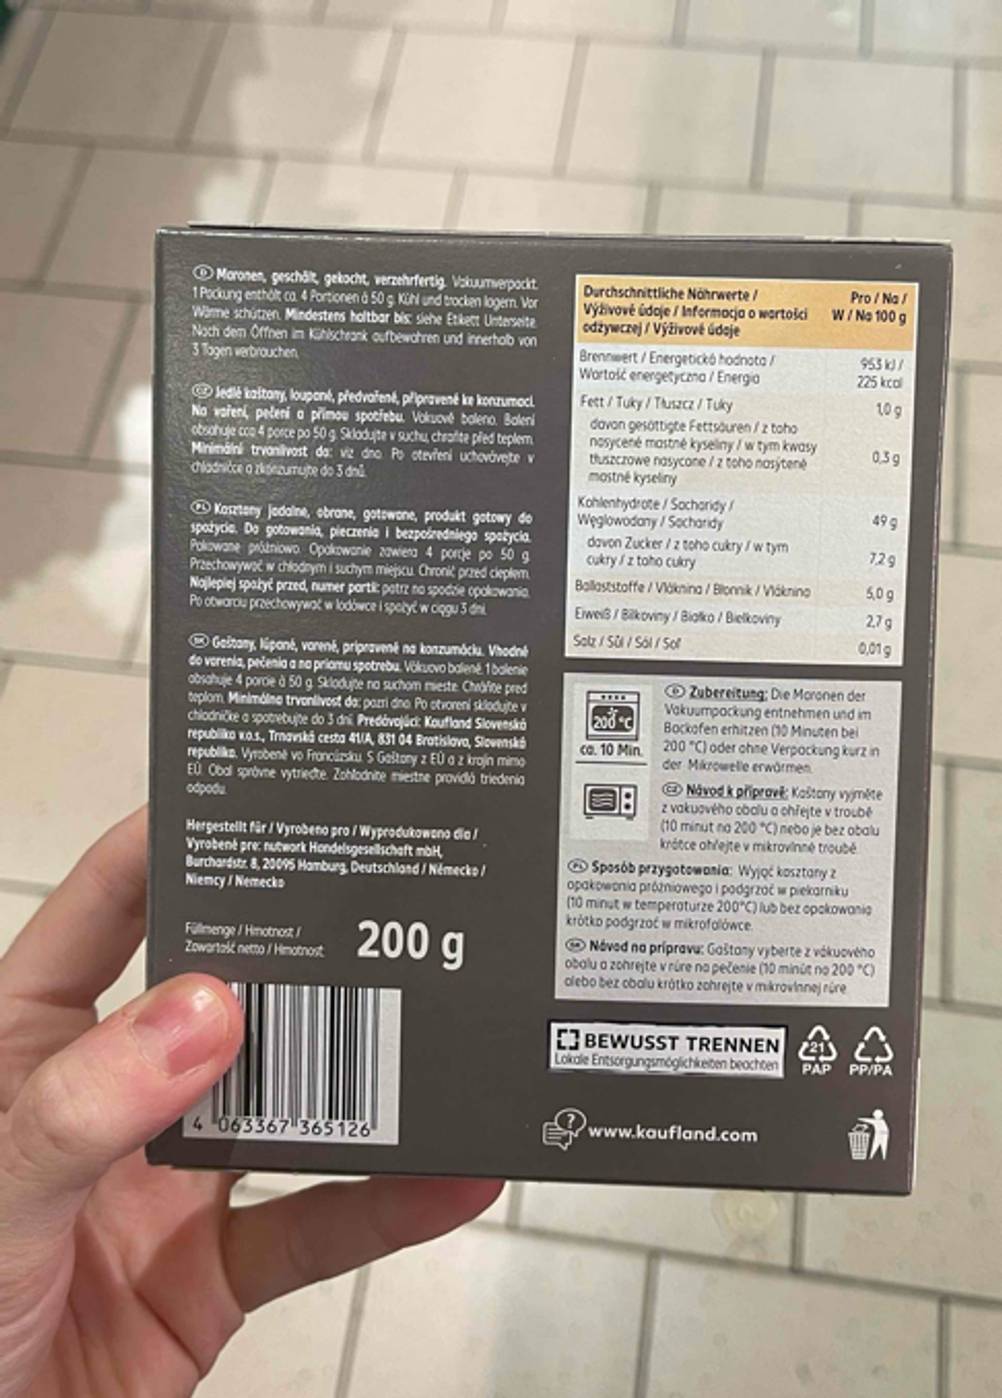 D Maronen, geschält, gekocht, verzehrfertig. Vakuumverpackt.
1 Packung enthält ca. 4 Portionen à 50 g. Kühl und trocken lagern. Vor
Wärme schützen. Mindestens haltbar bis: siehe Etikett Unterseite.
Nach dem Öffnen im Kühlschrank aufbewahren und innerhalb von
3 Tagen verbrauchen.
CZ Jedlé kaštany, loupané, předvařené, připravené ke konzumaci.
Na vaření, pečení a přímou spotřebu. Vakuově baleno. Balení
obsahuje cca 4 porce po 50 g. Skladujte v suchu, chraňte před teplem.
Minimální trvanlivost do: viz dno. Po otevření uchovávejte v
chladničce a zkonzumujte do 3 dnů.
PL Kasztany jadalne, obrane, gotowane, produkt gotowy do
spożycia. Do gotowania, pieczenia i bezpośredniego spożycia.
Pakowane próżniowo. Opakowanie zawiera 4 porcje po 50 g.
Przechowywać w chłodnym i suchym miejscu. Chronić przed ciepłem.
Najlepiej spożyć przed, numer partii: patrz na spodzie opakowania.
Po otwarciu przechowywać w lodówce i spożyć w ciągu 3 dni.
SK Gaštany, lúpané, varené, pripravené na konzumáciu. Vhodné
do varenia, pečenia a na priamu spotrebu. Vákuovo balené. 1 balenie
obsahuje 4 porcie à 50 g. Skladujte na suchom mieste. Chráňte pred
teplom. Minimálna trvanlivosť do: pozri dno. Po otvorení skladujte v
chladničke a spotrebujte do 3 dní. Predávajúci: Kaufland Slovenská
republika v.o.s., Trnavská cesta 41/A, 831 04 Bratislava, Slovenská
republika. Vyrobené vo Francúzsku. S Gaštany z EÚ a z krajín mimo
EÚ. Obal správne vytrieďte. Zohľadnite miestne pravidlá triedenia
odpadu.
Hergestellt für / Vyrobeno pro / Wyprodukowano dla /
Vyrobené pre: nutwork Handelsgesellschaft mbH,
Burchardstr. 8, 20095 Hamburg, Deutschland / Německo /
Niemcy / Nemecko
Füllmenge / Hmotnost /
Zawartość netto / Hmotnosť:
200 g
4 063367 365126
Durchschnittliche Nährwerte /
Výživové údaje / Informacja o wartości
odżywczej / Výživové údaje
Pro / Na /
W / Na 100 g
Brennwert / Energetická hodnota /
Wartość energetyczna / Energia
953 kJ /
225 kcal
Fett / Tuky / Tłuszcz / Tuky
1,0 g
davon gesättigte Fettsäuren / z toho
nasycené mastné kyseliny / w tym kwasy
tłuszczowe nasycone / z toho nasýtené
mastné kyseliny
0,3 g
Kohlenhydrate / Sacharidy /
Węglowodany / Sacharidy
49 g
davon Zucker / z toho cukry / w tym
cukry / z toho cukry
7,2 g
Ballaststoffe / Vláknina / Błonnik / Vláknina
5,0 g
Eiweiß / Bílkoviny / Białko / Bielkoviny
2,7 g
Salz / Sůl / Sól / Soľ
0,01 g
200 °C
ca. 10 Min.
D Zubereitung: Die Maronen der
Vakuumpackung entnehmen und im
Backofen erhitzen (10 Minuten bei
200 °C) oder ohne Verpackung kurz in
der Mikrowelle erwärmen.
CZ Návod k přípravě: Kaštany vyjměte
z vakuového obalu a ohřejte v troubě
(10 minut na 200 °C) nebo je bez obalu
krátce ohřejte v mikrovlnné troubě.
PL Sposób przygotowania: Wyjąć kasztany z
opakowania próżniowego i podgrzać w piekarniku
(10 minut w temperaturze 200°C) lub bez opakowania
krótko podgrzać w mikrofalówce.
SK Návod na prípravu: Gaštany vyberte z vákuového
obalu a zohrejte v rúre na pečenie (10 minút na 200 °C)
alebo bez obalu krátko zohrejte v mikrovlnnej rúre.
BEWUSST TRENNEN
Lokale Entsorgungsmöglichkeiten beachten
21
PAP
PP/PA
?
www.kaufland.com